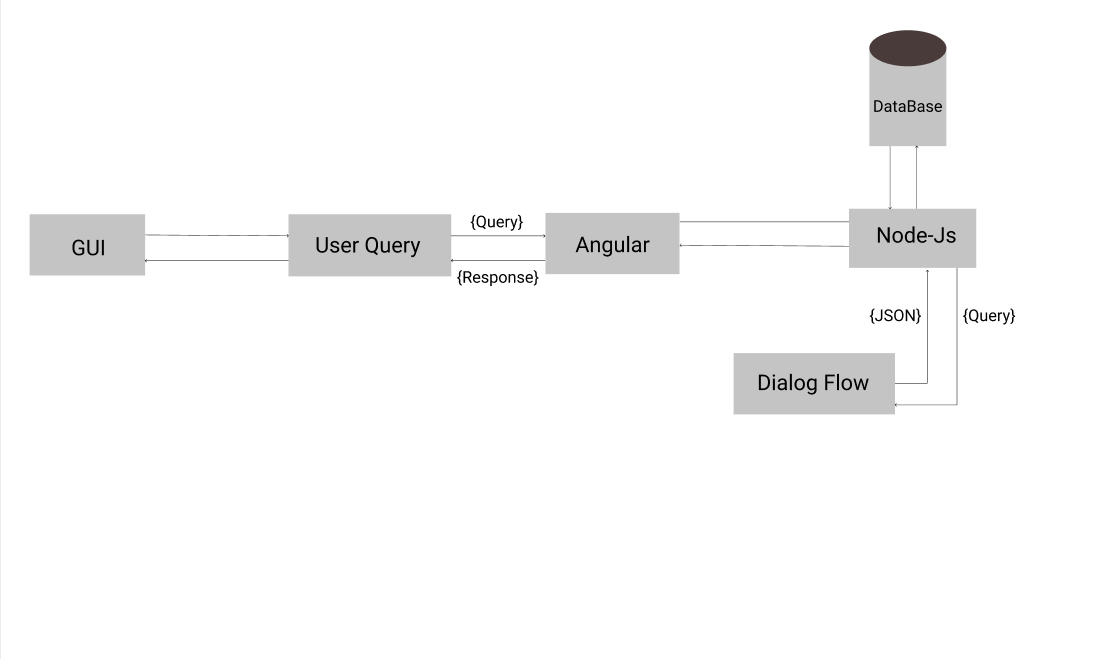 DataBase
GUI
User Query
{Query}
{Response}
Angular
Node-Js
{JSON}
{Query}
Dialog Flow